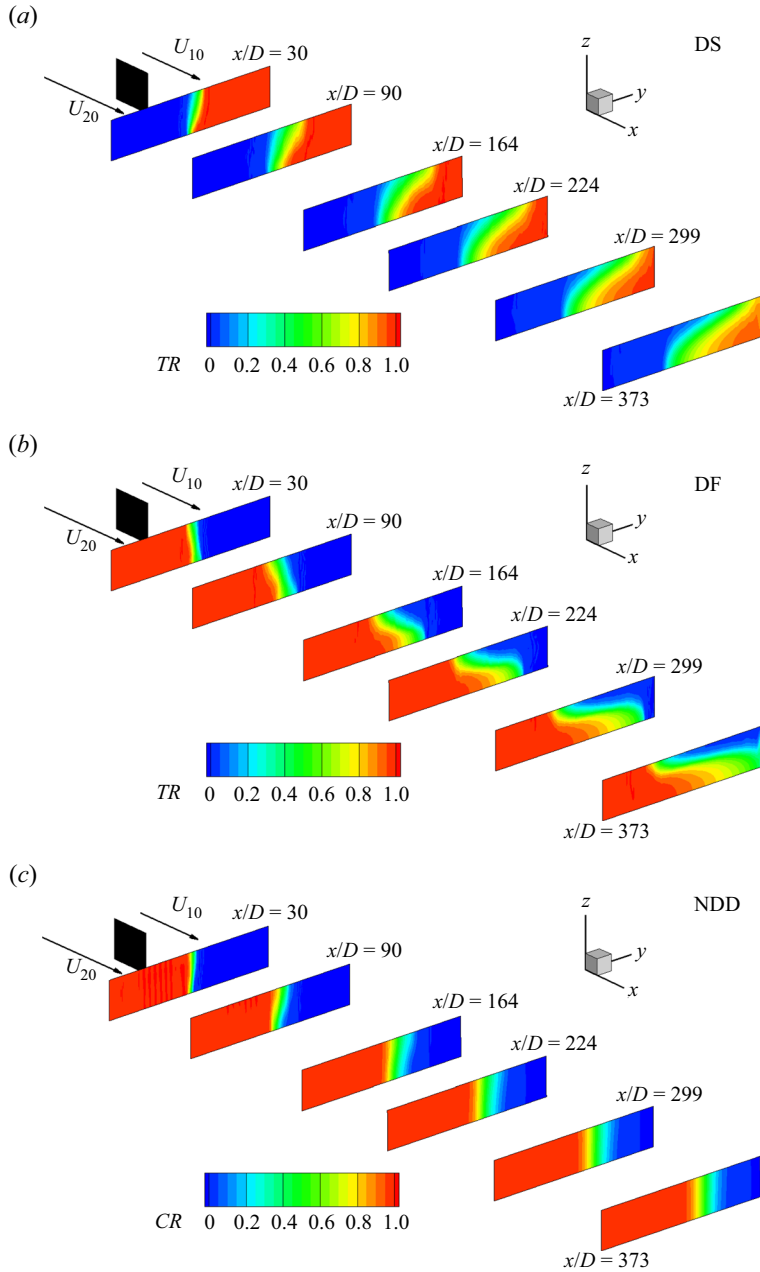 (a)
U10
x/D = 30
z
DS
U20
x/D = 90
y
x
x/D = 164
x/D = 224
x/D = 299
TR
0 0.2 0.4 0.6 0.8 1.0
x/D = 373
(b)
U10
x/D = 30
z
DF
U20
x/D = 90
y
x
x/D = 164
x/D = 224
x/D = 299
TR
0 0.2 0.4 0.6 0.8 1.0
x/D = 373
(c)
U10
x/D = 30
z
NDD
U20
x/D = 90
y
x
x/D = 164
x/D = 224
x/D = 299
CR
0 0.2 0.4 0.6 0.8 1.0
x/D = 373